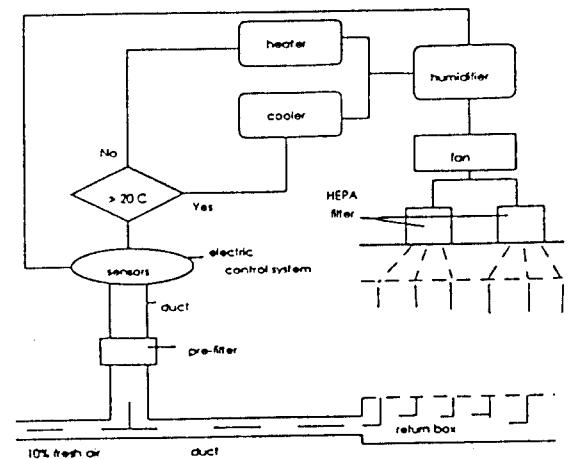 heater
humidifier
cooler
No
fan
> 20 C
Yes
HEPA
filter
electric
control system
sensors
duct
pre-filter
return box
10% fresh air
duct